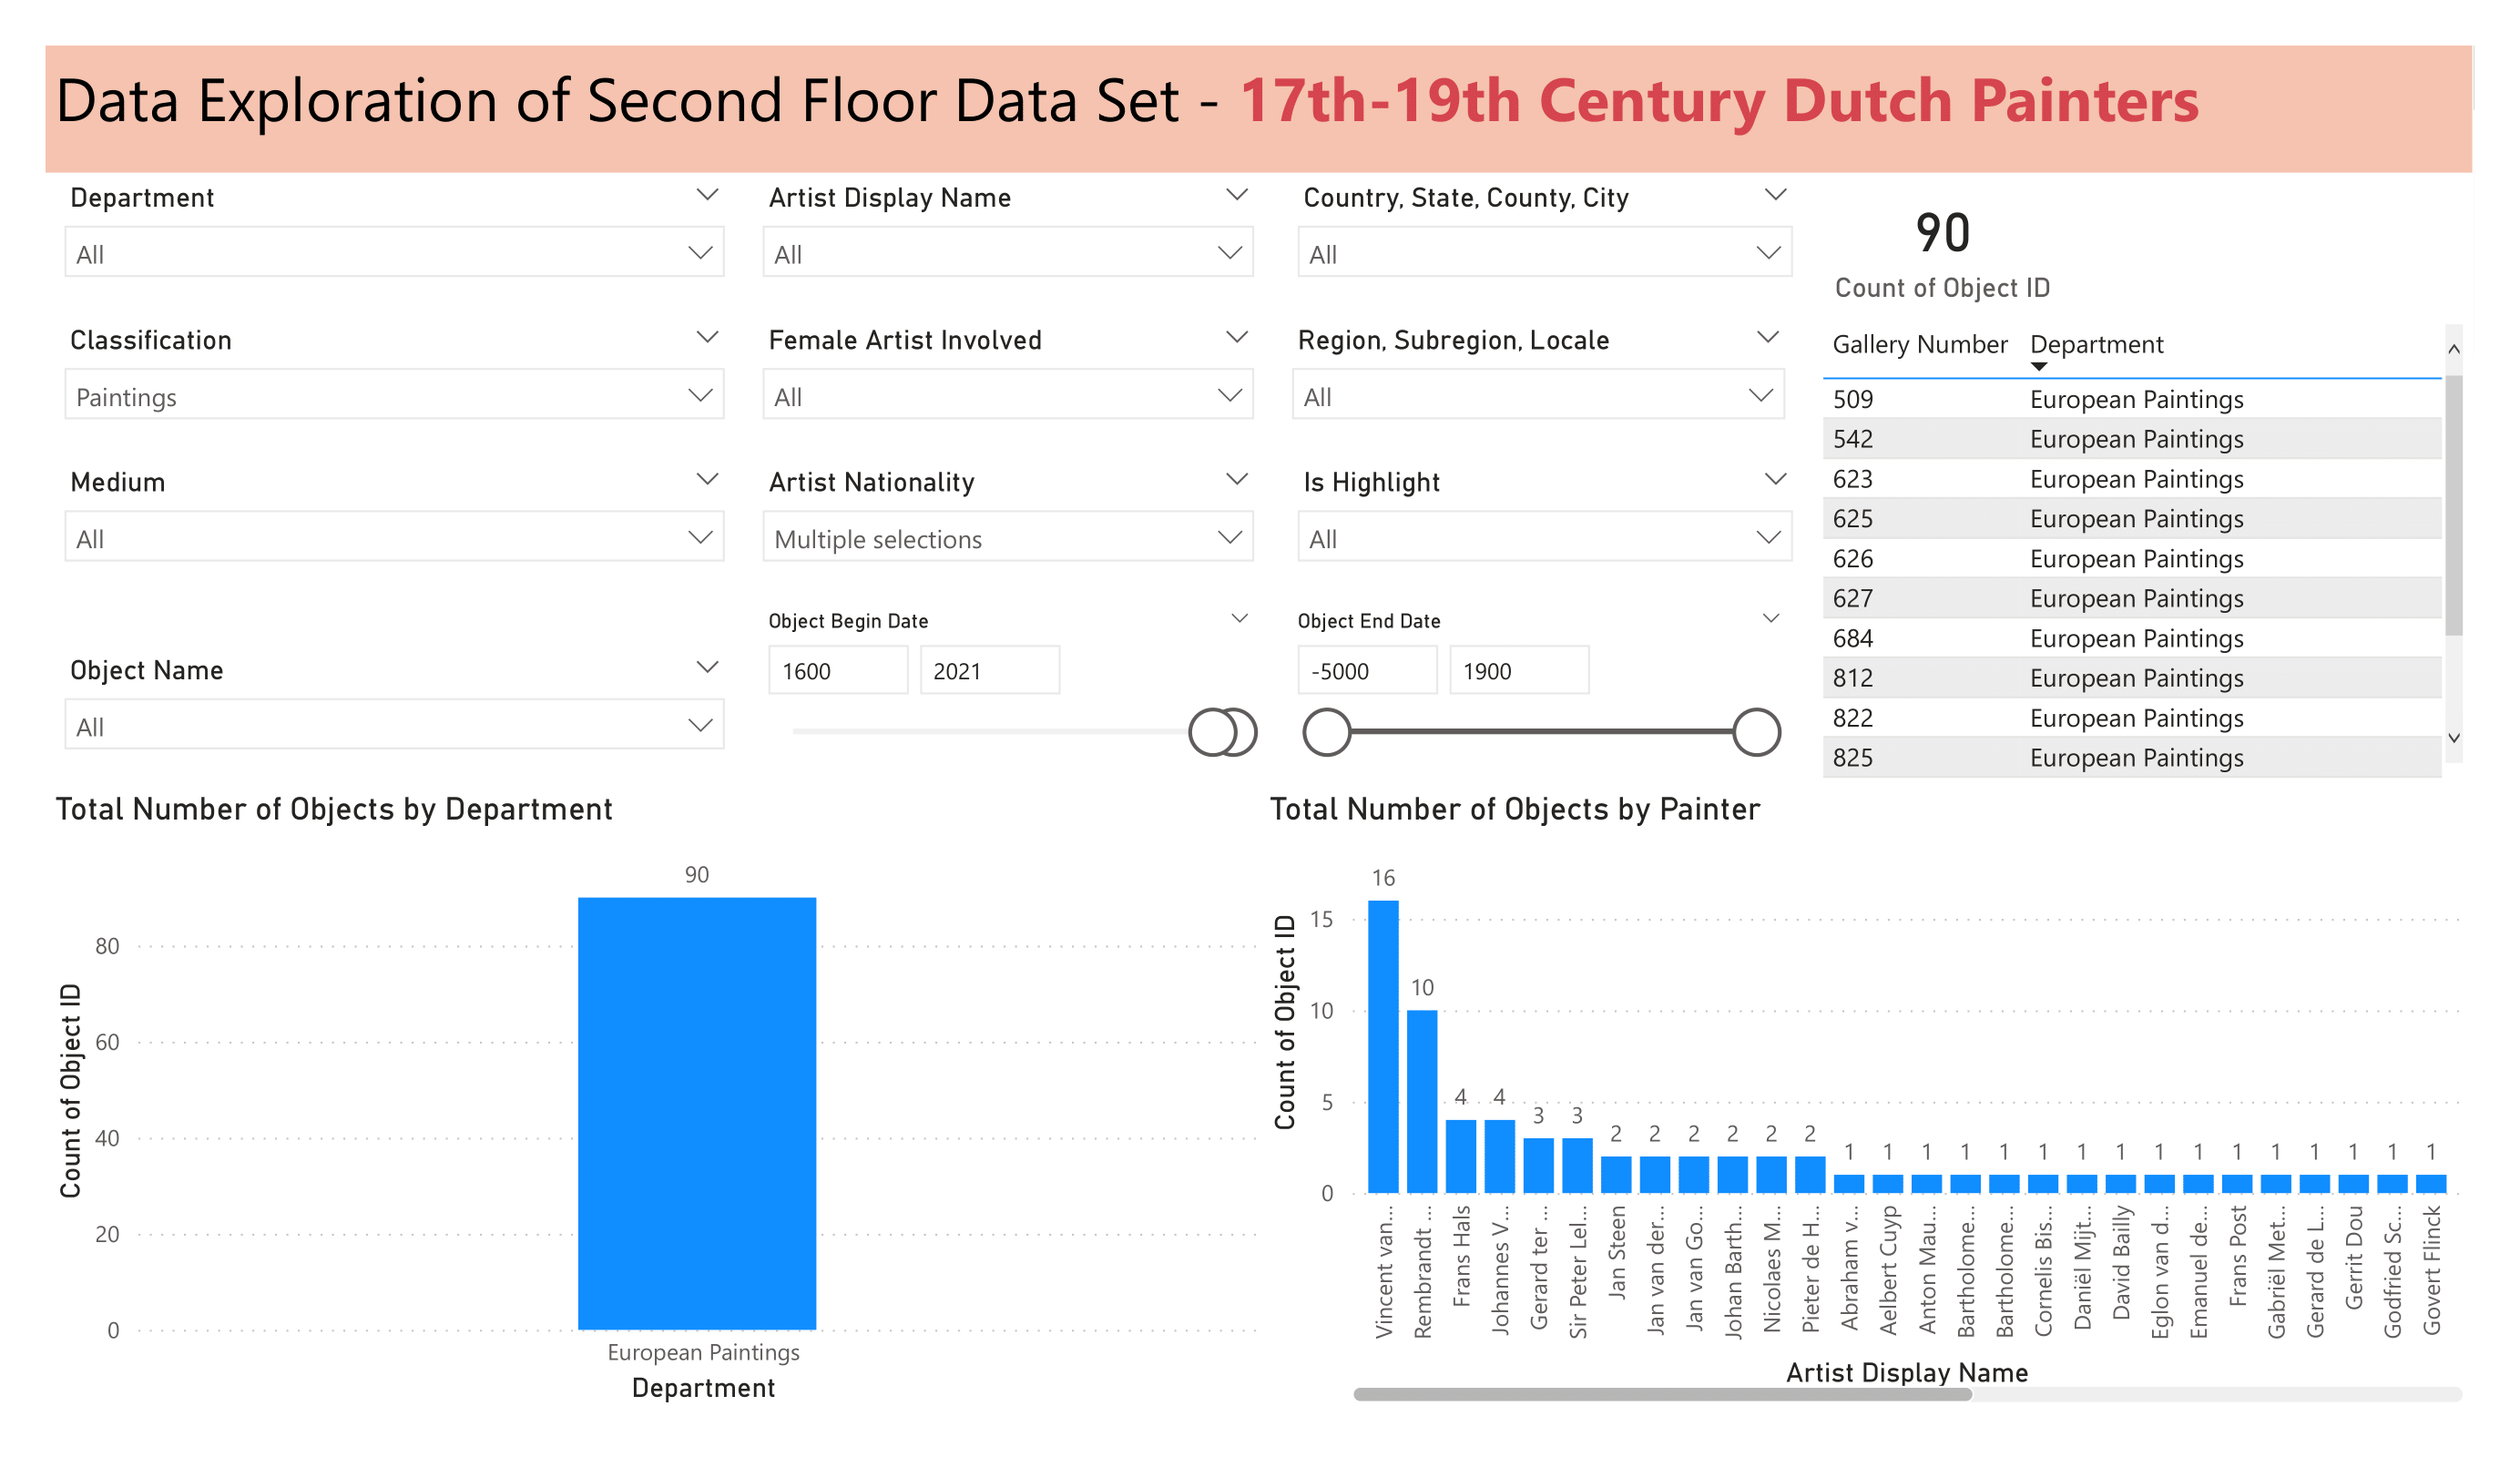 Data Exploration of Second Floor Data Set - 17th-19th Century Dutch Painters
Department
All
Artist Display Name
All
Country, State, County, City
All
90
Count of Object ID
Classification
Paintings
Female Artist Involved
All
Region, Subregion, Locale
All
Medium
All
Artist Nationality
Multiple selections
Is Highlight
All
Object Name
All
Object Begin Date
1600 2021
Object End Date
-5000 1900
Gallery Number Department
509 European Paintings
542 European Paintings
623 European Paintings
625 European Paintings
626 European Paintings
627 European Paintings
684 European Paintings
812 European Paintings
822 European Paintings
825 European Paintings
Total Number of Objects by Department
Count of Object ID
90
80
60
40
20
0
European Paintings
Department
Total Number of Objects by Painter
Count of Object ID
15
10
5
0
16 10 4 4 3 3 2 2 2 2 2 2 1 1 1 1 1 1 1 1 1 1 1 1 1 1 1 1
Vincent van...
Rembrandt ...
Frans Hals
Johannes V...
Gerard ter ...
Sir Peter Lel...
Jan Steen
Jan van der...
Jan van Go...
Johan Barth...
Nicolaes M...
Pieter de H...
Abraham v...
Aelbert Cuyp
Anton Mau...
Bartholome...
Bartholome...
Cornelis Bis...
Daniël Mijt...
David Bailly
Eglon van d...
Emanuel de...
Frans Post
Gabriël Met...
Gerard de L...
Gerrit Dou
Godfried Sc...
Govert Flinck
Artist Display Name